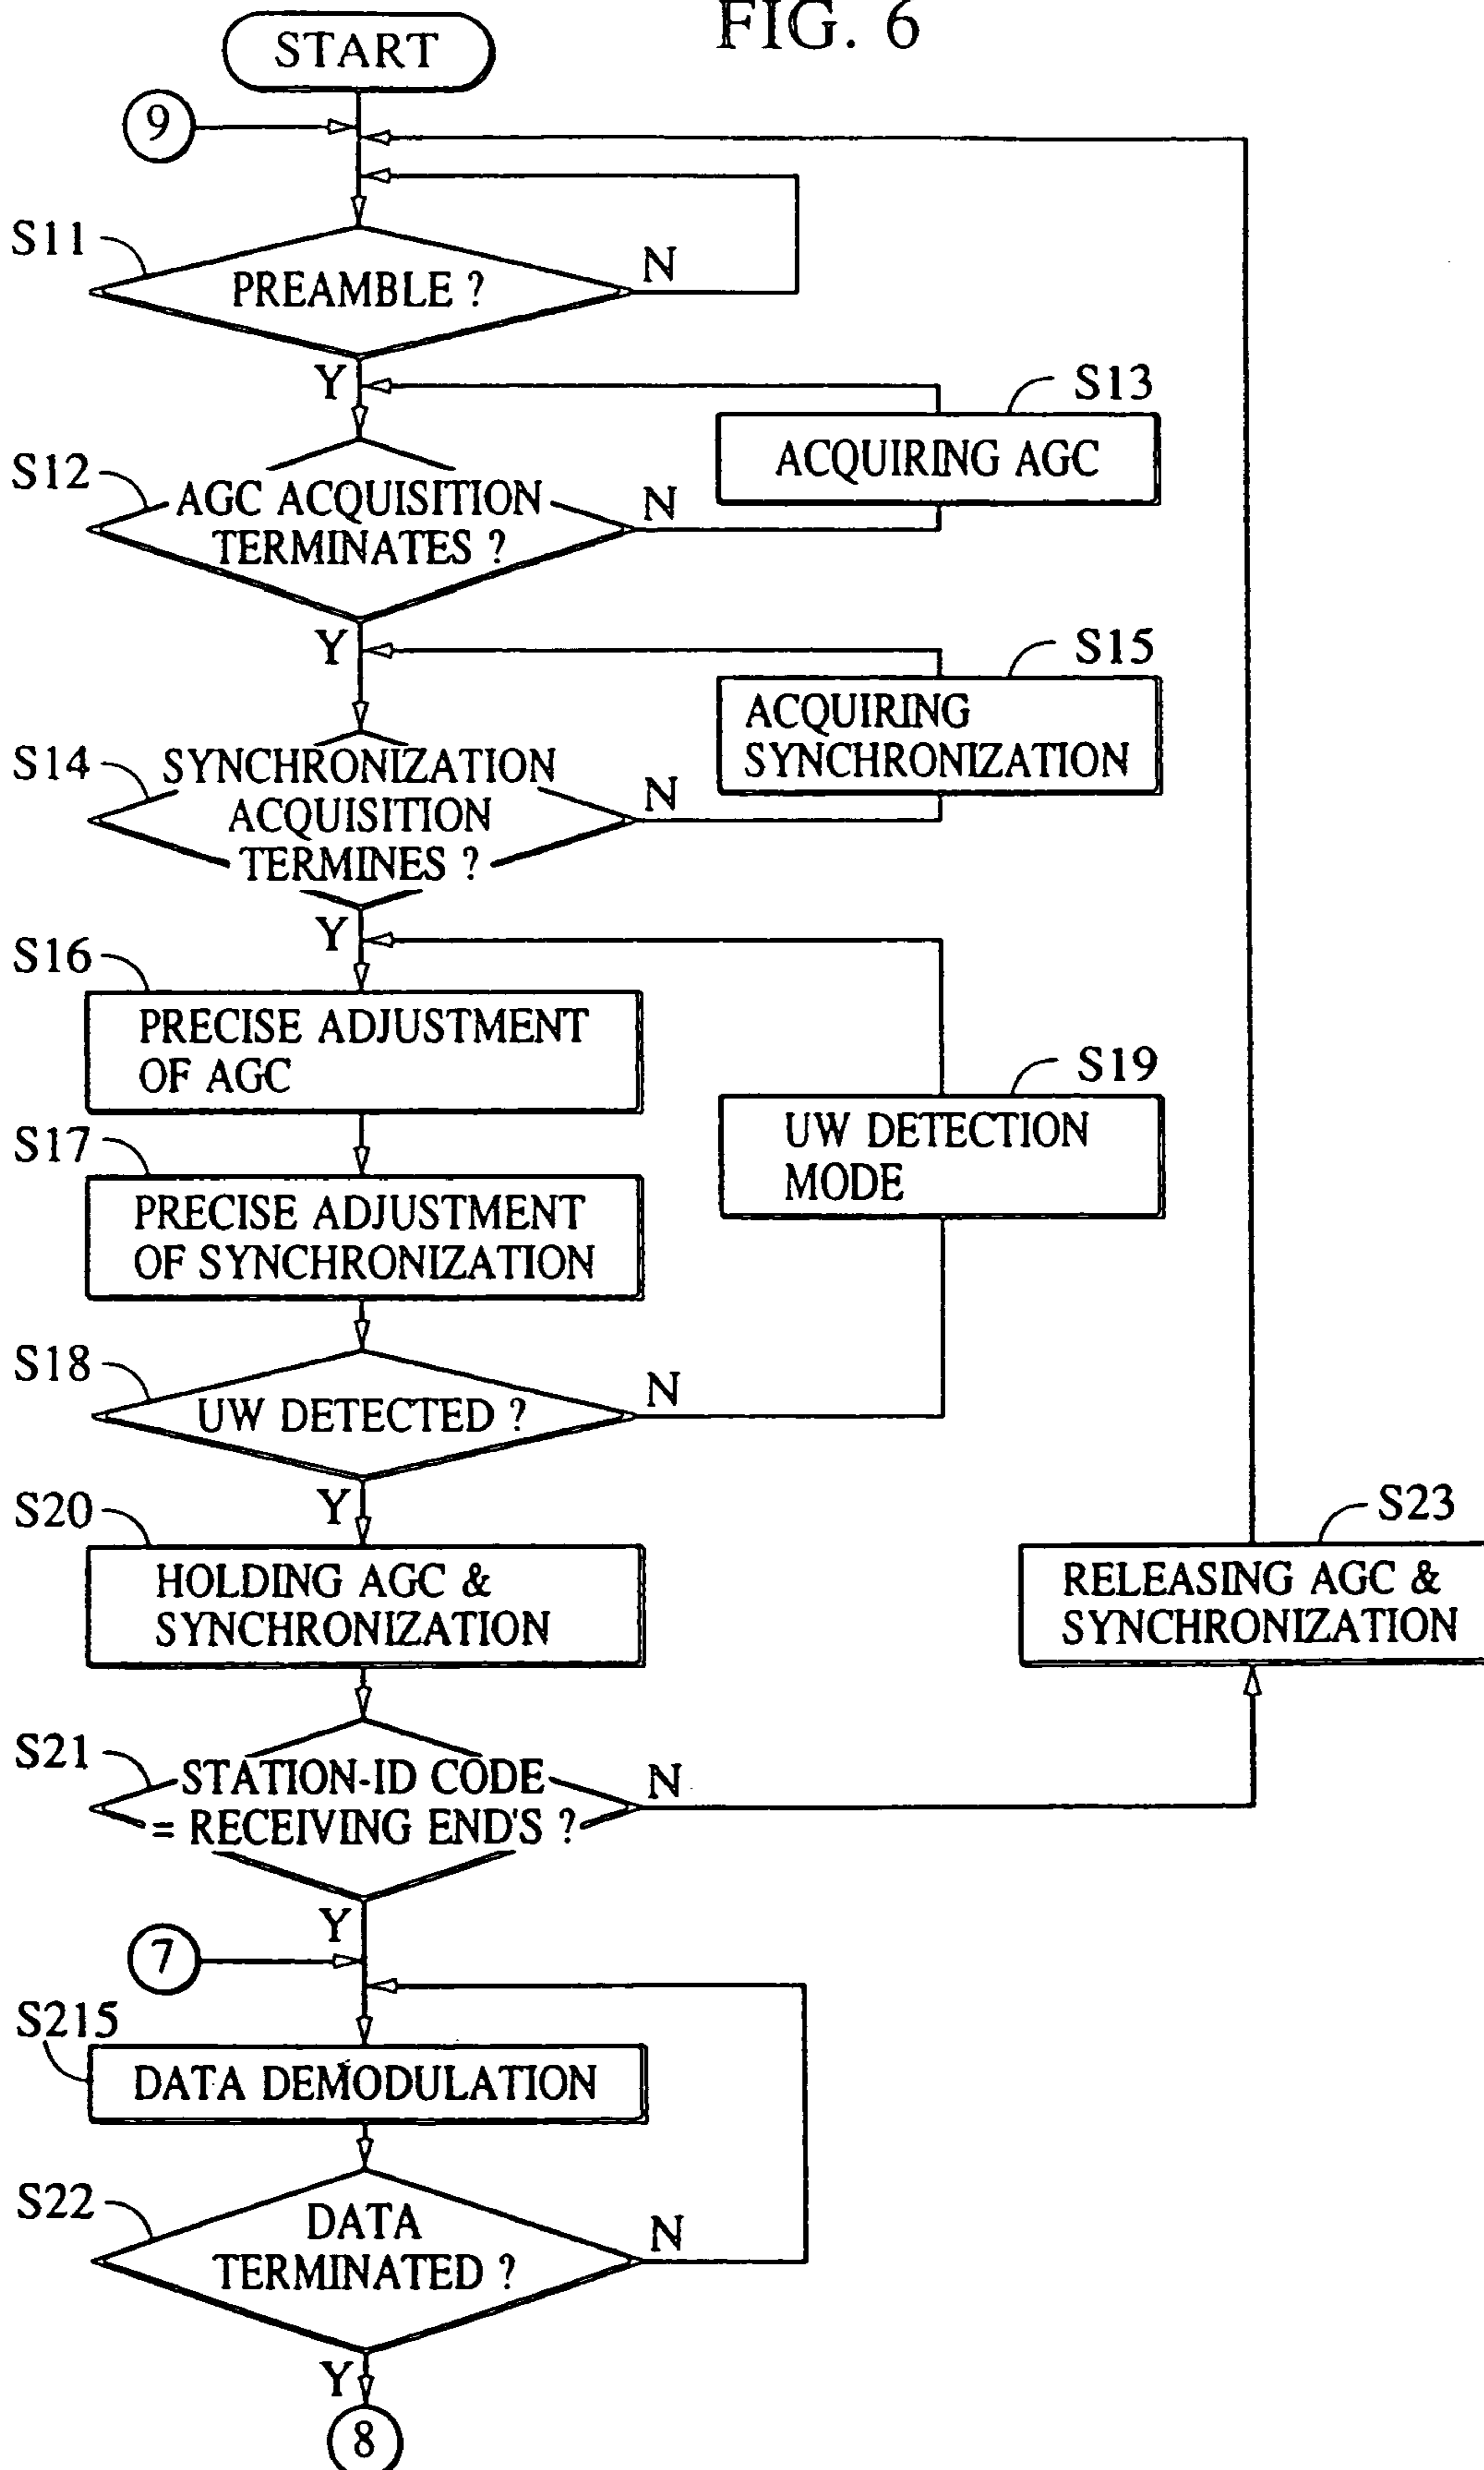 FIG. 6
START
9
S11
PREAMBLE ?
N
Y
S13
ACQUIRING AGC
S12
AGC ACQUISITION
TERMINATES ?
N
Y
S15
ACQUIRING
SYNCHRONIZATION
S14
SYNCHRONIZATION
ACQUISITION
TERMINES ?
N
Y
S16
PRECISE ADJUSTMENT
OF AGC
S19
UW DETECTION
MODE
S17
PRECISE ADJUSTMENT
OF SYNCHRONIZATION
S18
UW DETECTED ?
N
Y
S20
HOLDING AGC &
SYNCHRONIZATION
S23
RELEASING AGC &
SYNCHRONIZATION
S21
STATION-ID CODE
= RECEIVING END'S ?
N
Y
7
S215
DATA DEMODULATION
S22
DATA
TERMINATED ?
N
Y
8